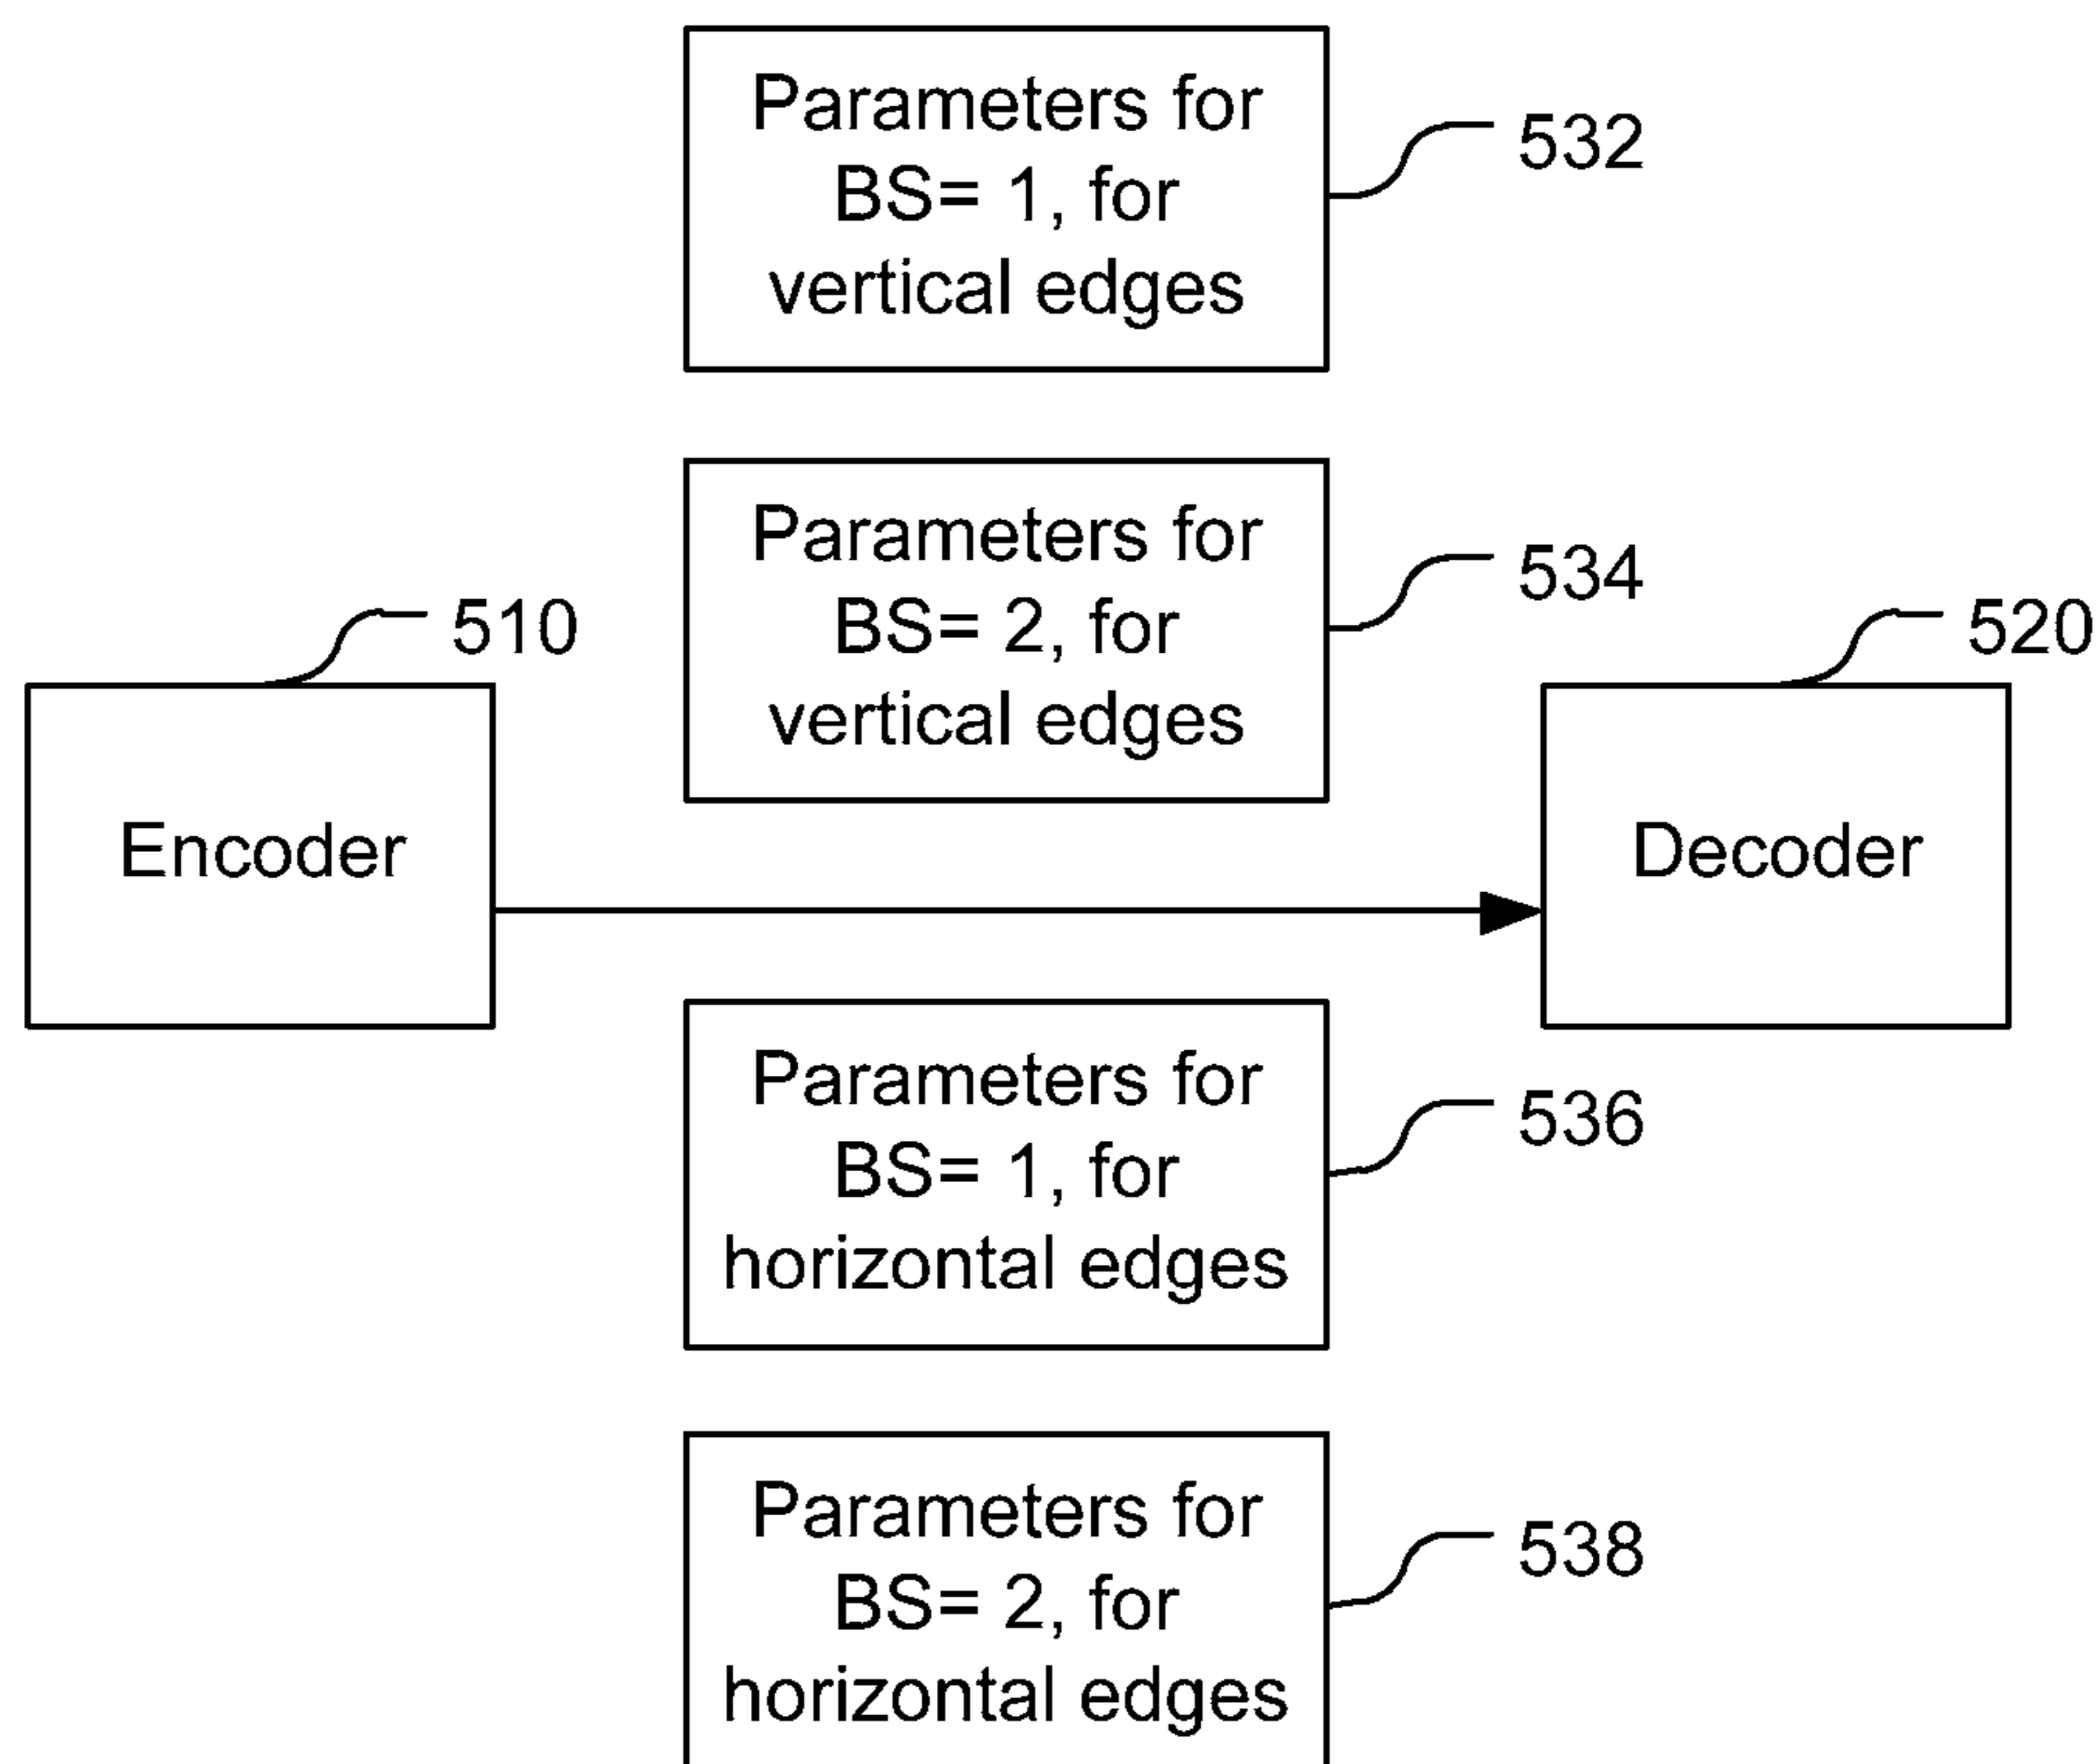 Parameters for
BS= 1, for
vertical edges
532
Parameters for
BS= 2, for
vertical edges
534
510
520
Encoder
Decoder
Parameters for
BS= 1, for
horizontal edges
536
Parameters for
BS= 2, for
horizontal edges
538